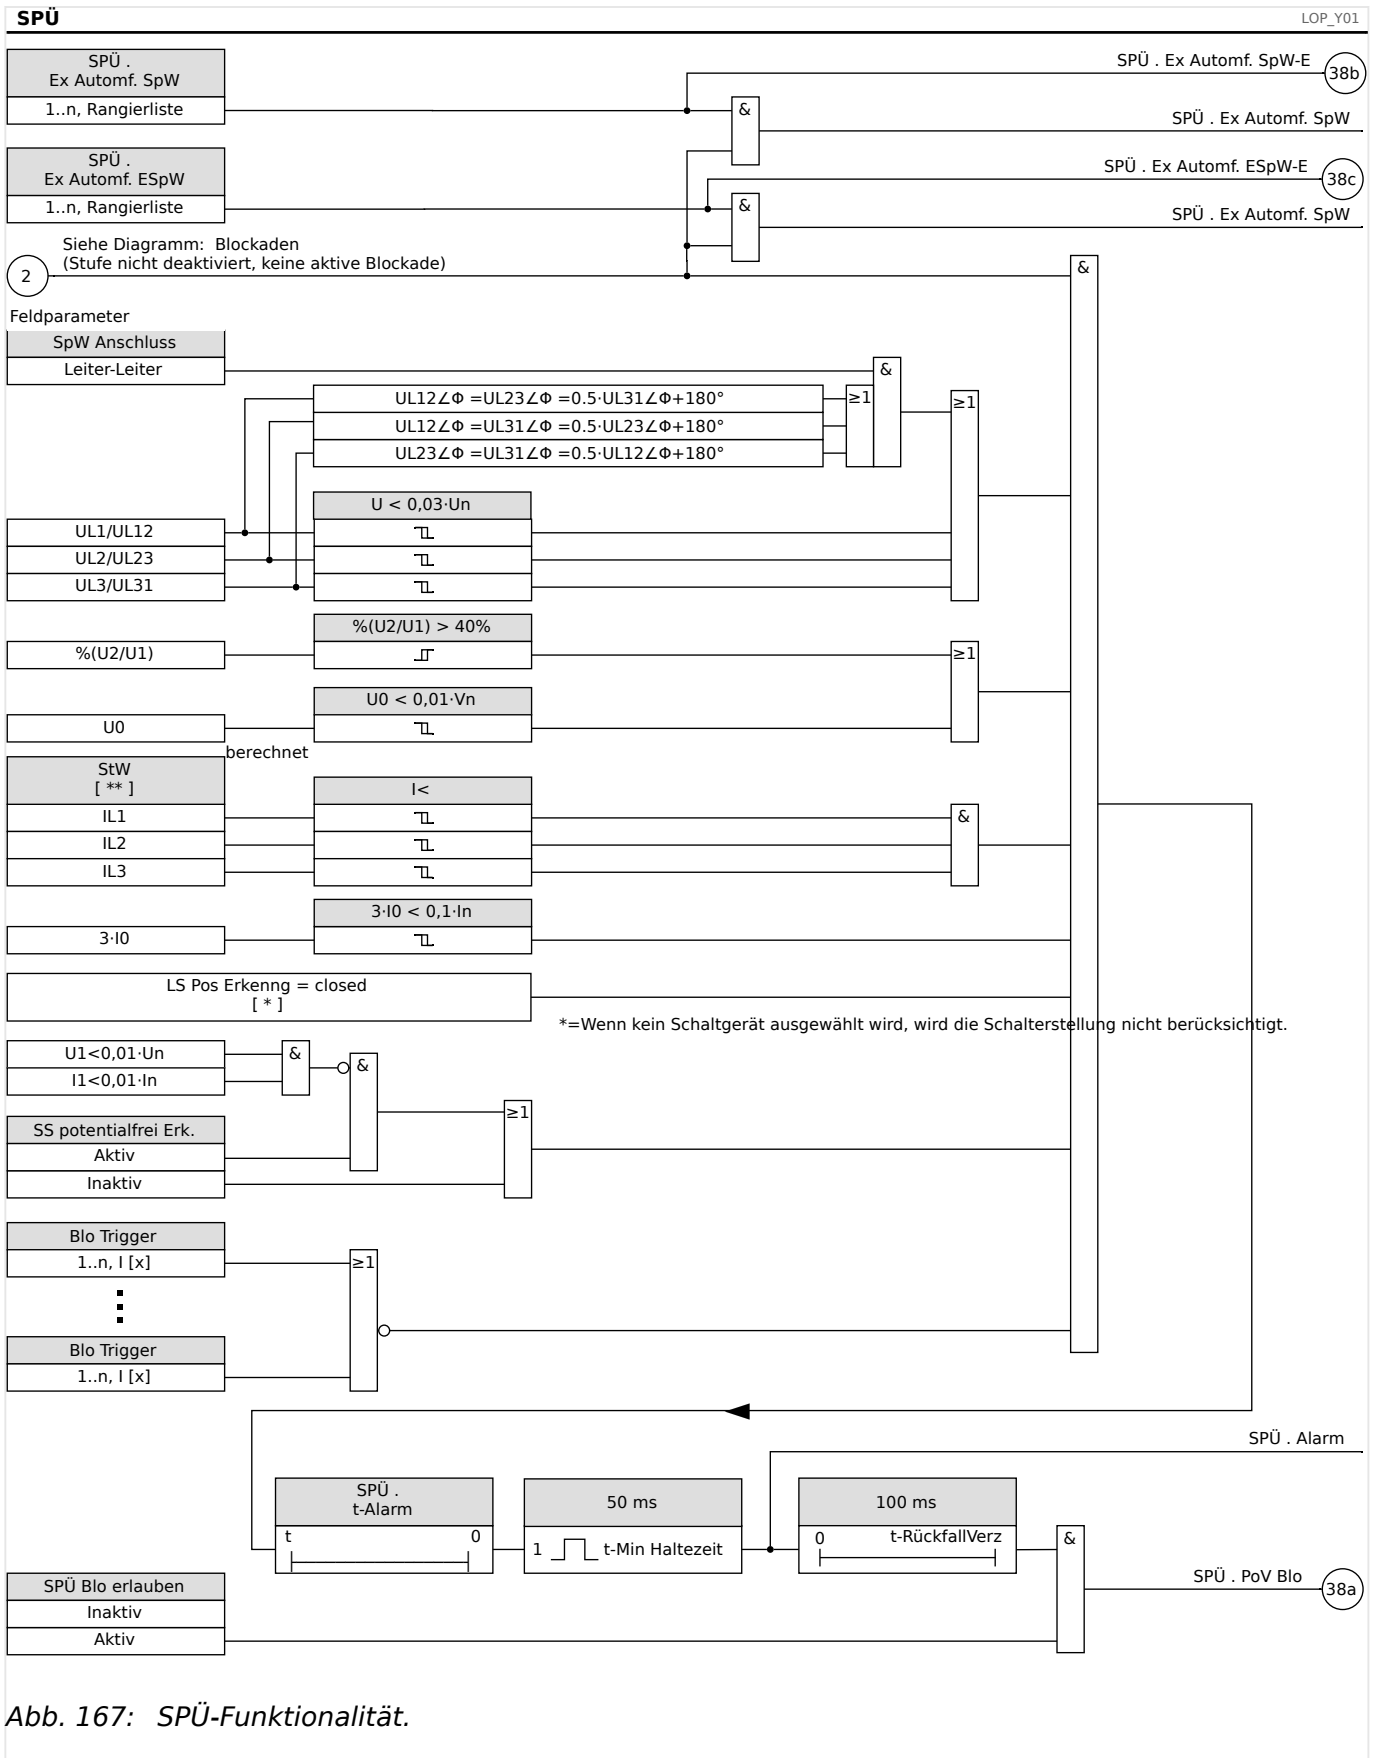 SPÜ
LOP_Y01
SPÜ .
Ex Automf. SpW
1..n, Rangierliste
SPÜ . Ex Automf. SpW-E
38b
&
SPÜ . Ex Automf. SpW
SPÜ .
Ex Automf. ESpW
1..n, Rangierliste
SPÜ . Ex Automf. ESpW-E
38c
&
SPÜ . Ex Automf. SpW
Siehe Diagramm: Blockaden
(Stufe nicht deaktiviert, keine aktive Blockade)
2
&
Feldparameter
SpW Anschluss
Leiter-Leiter
&
UL12∠Φ =UL23∠Φ =0.5·UL31∠Φ+180°
UL12∠Φ =UL31∠Φ =0.5·UL23∠Φ+180°
UL23∠Φ =UL31∠Φ =0.5·UL12∠Φ+180°
≥1
≥1
U < 0,03·Un
UL1/UL12
UL2/UL23
UL3/UL31
%(U2/U1) > 40%
%(U2/U1)
≥1
U0 < 0,01·Vn
U0
berechnet
StW
[ ** ]
I<
IL1
IL2
IL3
&
3·I0 < 0,1·In
3·I0
LS Pos Erkenng = closed
[ * ]
*=Wenn kein Schaltgerät ausgewählt wird, wird die Schalterstellung nicht berücksichtigt.
U1<0,01·Un
I1<0,01·In
&
&
≥1
SS potentialfrei Erk.
Aktiv
Inaktiv
Blo Trigger
1..n, I [x]
≥1
Blo Trigger
1..n, I [x]
SPÜ . Alarm
SPÜ .
t-Alarm
t
0
50 ms
1
t-Min Haltezeit
100 ms
0
t-RückfallVerz
&
SPÜ . PoV Blo
38a
SPÜ Blo erlauben
Inaktiv
Aktiv
Abb. 167: SPÜ-Funktionalität.